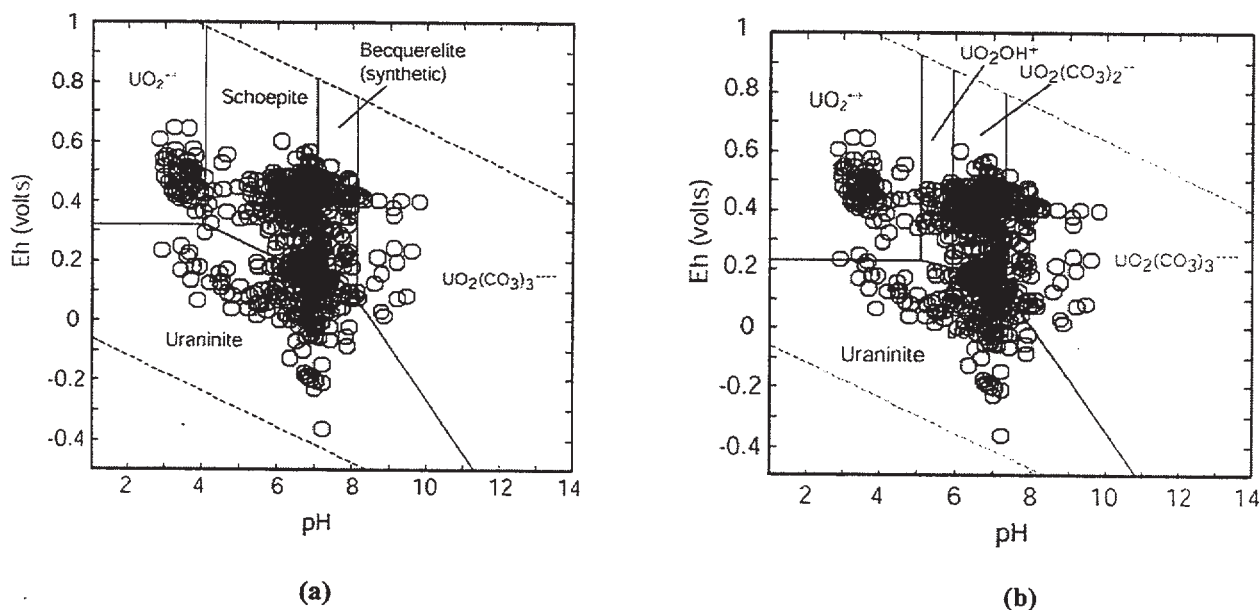 1
0.8
0.6
0.4
0.2
0
-0.2
-0.4
Eh (volts)
UO₂⁺⁺
Schoepite
Becquerelite
(synthetic)
Uraninite
UO₂(CO₃)₃⁻⁻⁻⁻
2 4 6 8 10 12 14
pH
(a)
1
0.8
0.6
0.4
0.2
0
-0.2
-0.4
Eh (volts)
UO₂⁺⁺
UO₂OH⁺
UO₂(CO₃)₂⁻⁻
Uraninite
UO₂(CO₃)₃⁻⁻⁻⁻
2 4 6 8 10 12 14
pH
(b)